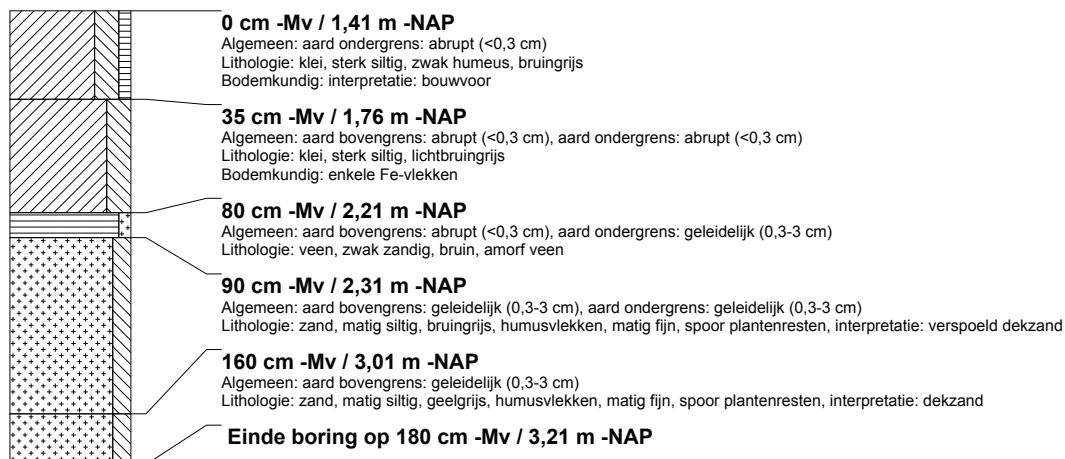 0 cm -Mv / 1,41 m -NAP
Algemeen: aard ondergrens: abrupt (<0,3 cm)
Lithologie: klei, sterk siltig, zwak humeus, bruingrijs
Bodemkundig: interpretatie: bouwvoor
35 cm -Mv / 1,76 m -NAP
Algemeen: aard bovengrens: abrupt (<0,3 cm), aard ondergrens: abrupt (<0,3 cm)
Lithologie: klei, sterk siltig, lichtbruingrijs
Bodemkundig: enkele Fe-vlekken
80 cm -Mv / 2,21 m -NAP
Algemeen: aard bovengrens: abrupt (<0,3 cm), aard ondergrens: geleidelijk (0,3-3 cm)
Lithologie: veen, zwak zandig, bruin, amorf veen
90 cm -Mv / 2,31 m -NAP
Algemeen: aard bovengrens: geleidelijk (0,3-3 cm), aard ondergrens: geleidelijk (0,3-3 cm)
Lithologie: zand, matig siltig, bruingrijs, humusvlekken, matig fijn, spoor plantenresten, interpretatie: verspoeld dekzand
160 cm -Mv / 3,01 m -NAP
Algemeen: aard bovengrens: geleidelijk (0,3-3 cm)
Lithologie: zand, matig siltig, geelgrijs, humusvlekken, matig fijn, spoor plantenresten, interpretatie: dekzand
Einde boring op 180 cm -Mv / 3,21 m -NAP